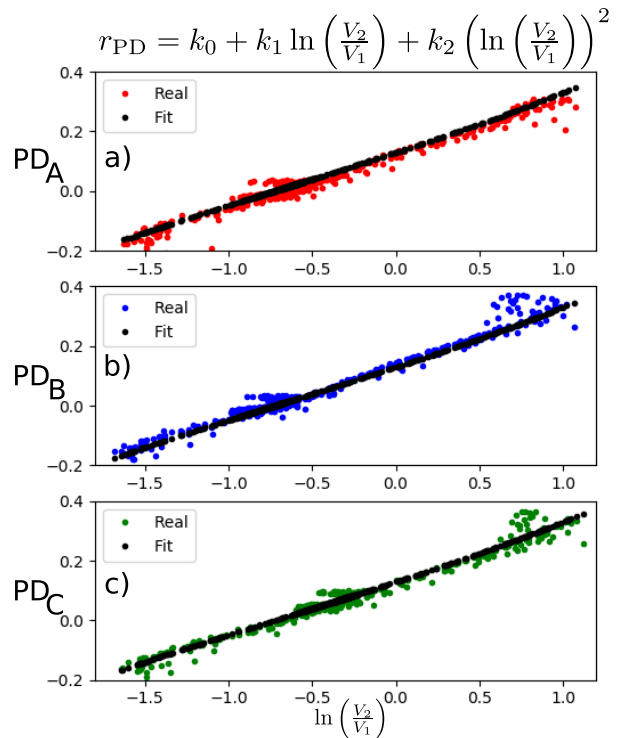 r_PD = k_0 + k_1 ln(V_2/V_1) + k_2 (ln(V_2/V_1))^2
0.4
0.2
0.0
−0.2
PD_A
a)
Real
Fit
−1.5 −1.0 −0.5 0.0 0.5 1.0
0.4
0.2
0.0
−0.2
PD_B
b)
Real
Fit
−1.5 −1.0 −0.5 0.0 0.5 1.0
0.4
0.2
0.0
−0.2
PD_C
c)
Real
Fit
−1.5 −1.0 −0.5 0.0 0.5 1.0
ln(V_2/V_1)